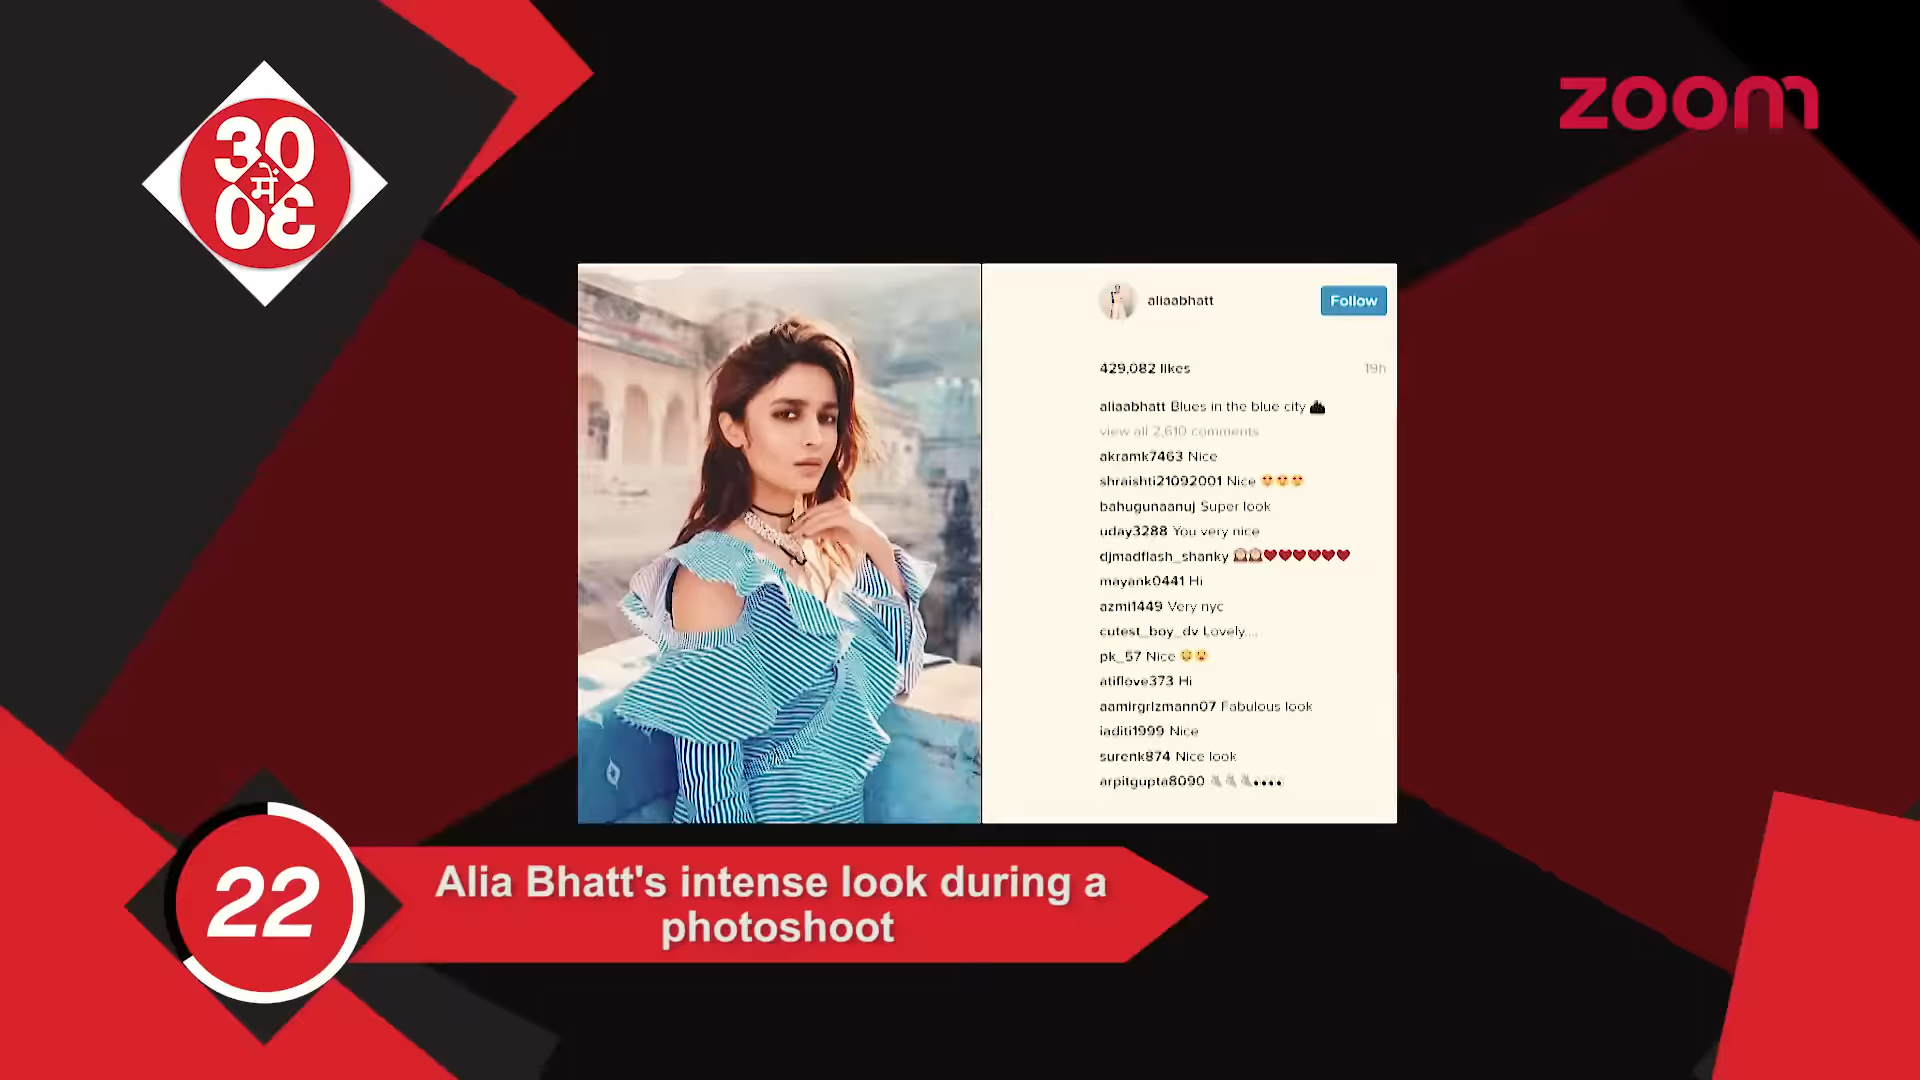 30
में
30
zoom
aliaabhatt
Follow
429,082 likes
19h
aliaabhatt Blues in the blue city
view all 2,610 comments
akramk7463 Nice
shraishti21092001 Nice 😍😍😍
bahugunaanuj Super look
uday3288 You very nice
djmadflash_shanky ❤❤❤❤❤❤
mayank0441 Hi
azmi1449 Very nyc
cutest_boy_dv Lovely....
pk_57 Nice
atiflove373 Hi
aamirgrizmann07 Fabulous look
iaditi1999 Nice
surenk874 Nice look
arpitgupta8090
22
Alia Bhatt's intense look during a
photoshoot